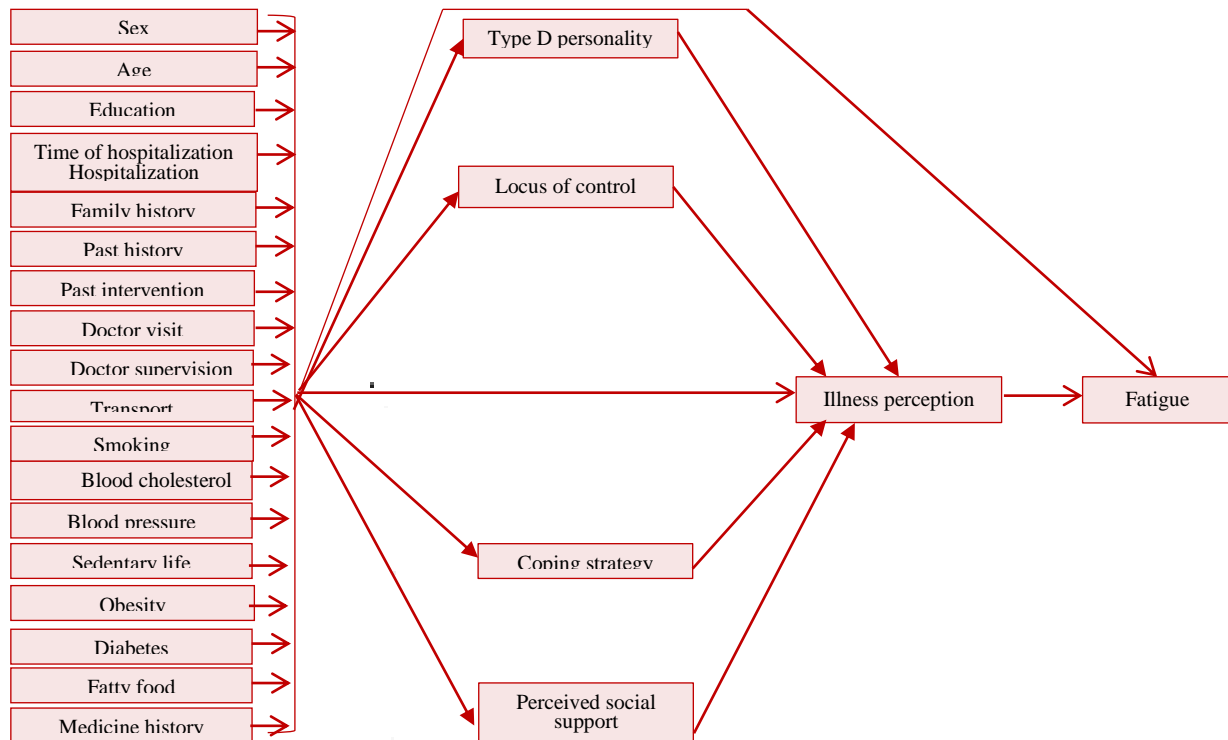 Sex
Age
Education
Time of hospitalization
Hospitalization
Family history
Past history
Past intervention
Doctor visit
Doctor supervision
Transport
Smoking
Blood cholesterol
Blood pressure
Sedentary life
Obesity
Diabetes
Fatty food
Medicine history
Type D personality
Locus of control
Coping strategy
Perceived social
support
Illness perception
Fatigue